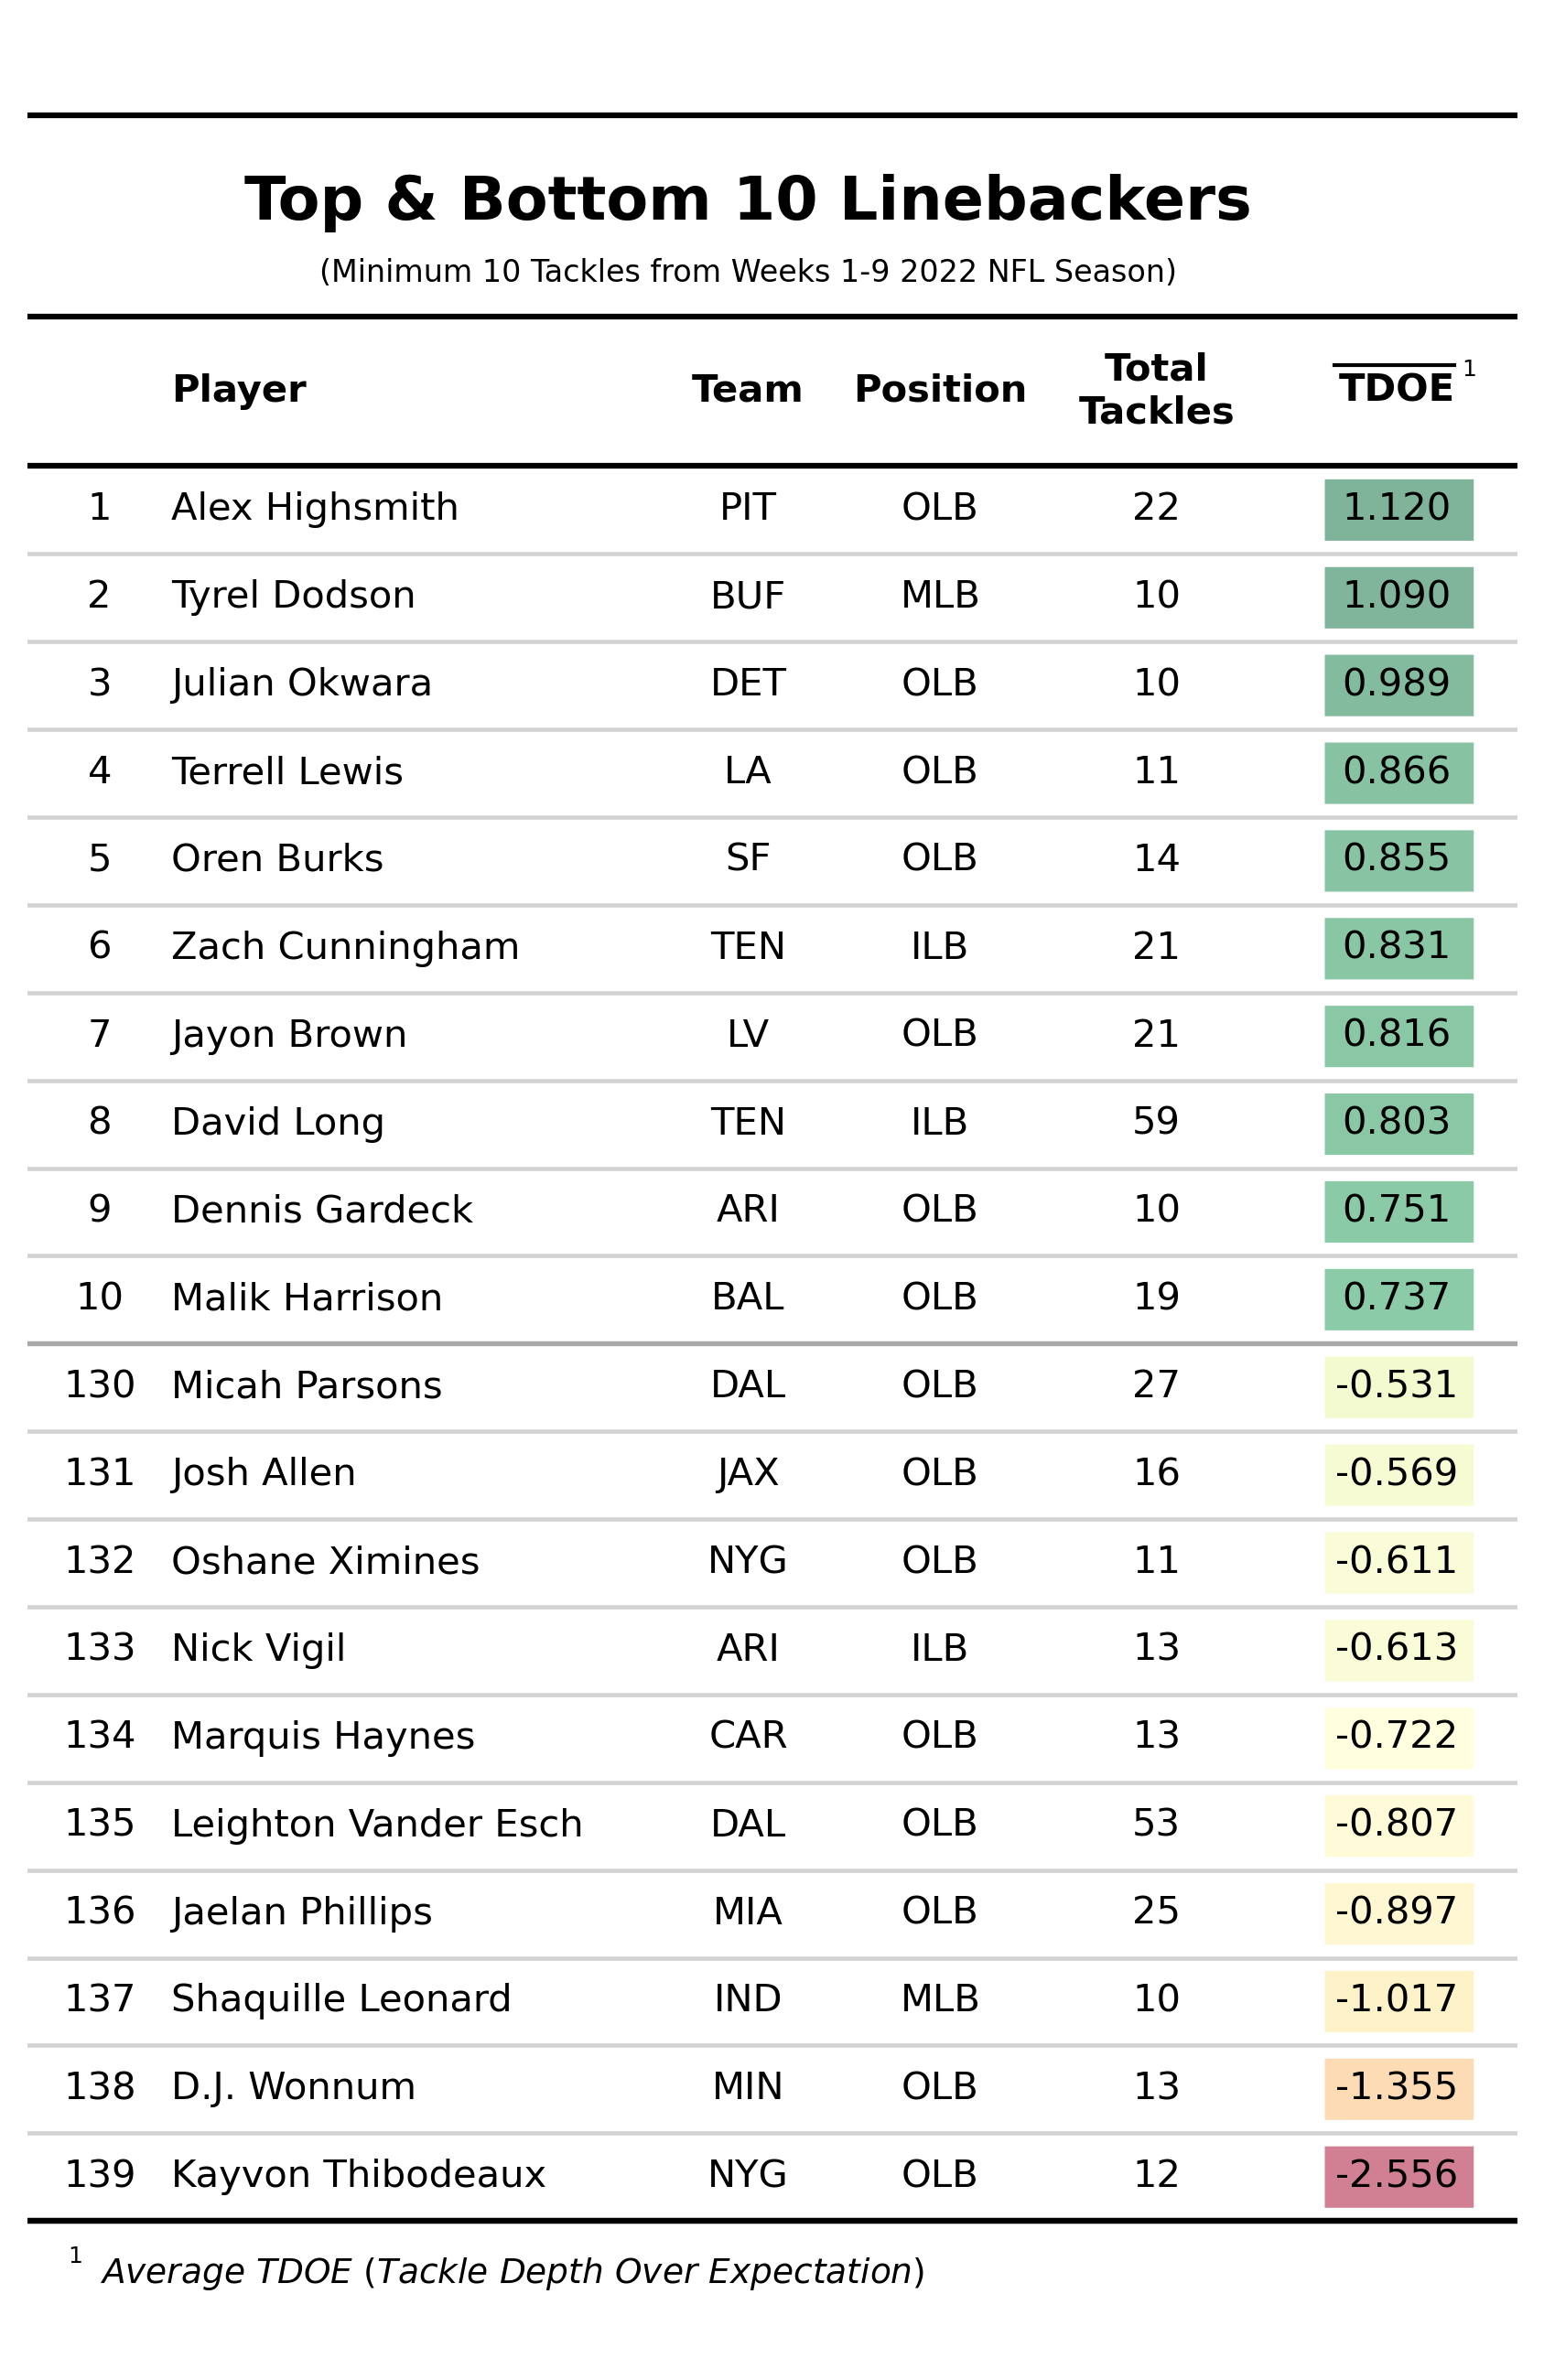 Top & Bottom 10 Linebackers
(Minimum 10 Tackles from Weeks 1-9 2022 NFL Season)
Player Team Position Total Tackles TDOE 1
1 Alex Highsmith PIT OLB 22 1.120
2 Tyrel Dodson BUF MLB 10 1.090
3 Julian Okwara DET OLB 10 0.989
4 Terrell Lewis LA OLB 11 0.866
5 Oren Burks SF OLB 14 0.855
6 Zach Cunningham TEN ILB 21 0.831
7 Jayon Brown LV OLB 21 0.816
8 David Long TEN ILB 59 0.803
9 Dennis Gardeck ARI OLB 10 0.751
10 Malik Harrison BAL OLB 19 0.737
130 Micah Parsons DAL OLB 27 -0.531
131 Josh Allen JAX OLB 16 -0.569
132 Oshane Ximines NYG OLB 11 -0.611
133 Nick Vigil ARI ILB 13 -0.613
134 Marquis Haynes CAR OLB 13 -0.722
135 Leighton Vander Esch DAL OLB 53 -0.807
136 Jaelan Phillips MIA OLB 25 -0.897
137 Shaquille Leonard IND MLB 10 -1.017
138 D.J. Wonnum MIN OLB 13 -1.355
139 Kayvon Thibodeaux NYG OLB 12 -2.556
1 Average TDOE (Tackle Depth Over Expectation)